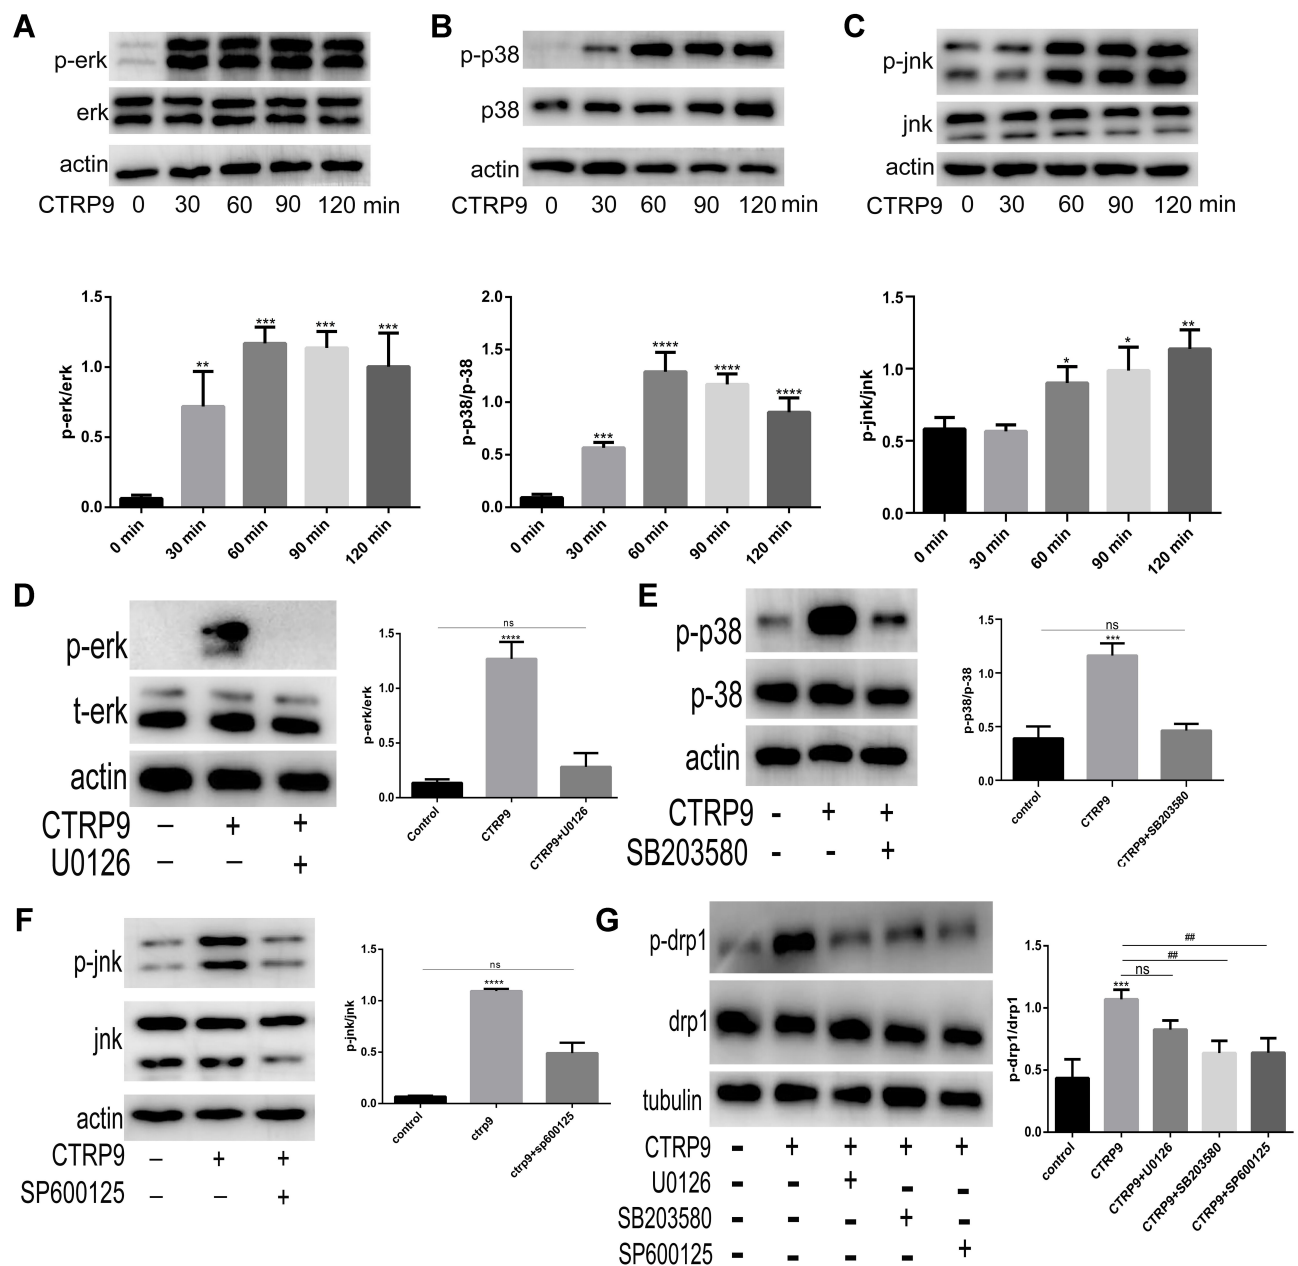 A
p-erk
erk
actin
CTRP9 0 30 60 90 120 min
B
p-p38
p38
actin
CTRP9 0 30 60 90 120 min
C
p-jnk
jnk
actin
CTRP9 0 30 60 90 120 min
p-erk/erk
1.5
1.0
0.5
0.0
** *** *** ***
0 min 30 min 60 min 90 min 120 min
p-p38/p-38
2.0
1.5
1.0
0.5
0.0
*** **** **** ****
0 min 30 min 60 min 90 min 120 min
p-jnk/jnk
1.5
1.0
0.5
0.0
* * **
0 min 30 min 60 min 90 min 120 min
D
p-erk
t-erk
actin
CTRP9 – + +
U0126 – – +
p-erk/erk
1.5
1.0
0.5
0.0
ns
****
Control CTRP9 CTRP9+U0126
E
p-p38
p-38
actin
CTRP9 - + +
SB203580 - - +
p-p38/p-38
1.5
1.0
0.5
0.0
ns
***
control CTRP9 CTRP9+SB203580
F
p-jnk
jnk
actin
CTRP9 – + +
SP600125 – – +
p-jnk/jnk
1.5
1.0
0.5
0.0
ns
****
control ctrp9 ctrp9+sp600125
G
p-drp1
drp1
tubulin
CTRP9 - + + + +
U0126 - - + - -
SB203580 - - - + -
SP600125 - - - - +
p-drp1/drp1
1.5
1.0
0.5
0.0
##
##
ns
***
control CTRP9 CTRP9+U0126 CTRP9+SB203580 CTRP9+SP600125